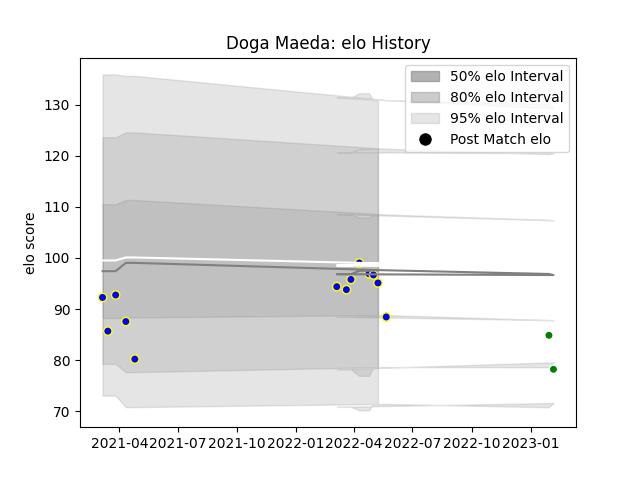 Doga Maeda: elo History
50% elo Interval
80% elo Interval
95% elo Interval
Post Match elo
elo score
130
120
110
100
90
80
70
2021-04 2021-07 2021-10 2022-01 2022-04 2022-07 2022-10 2023-01